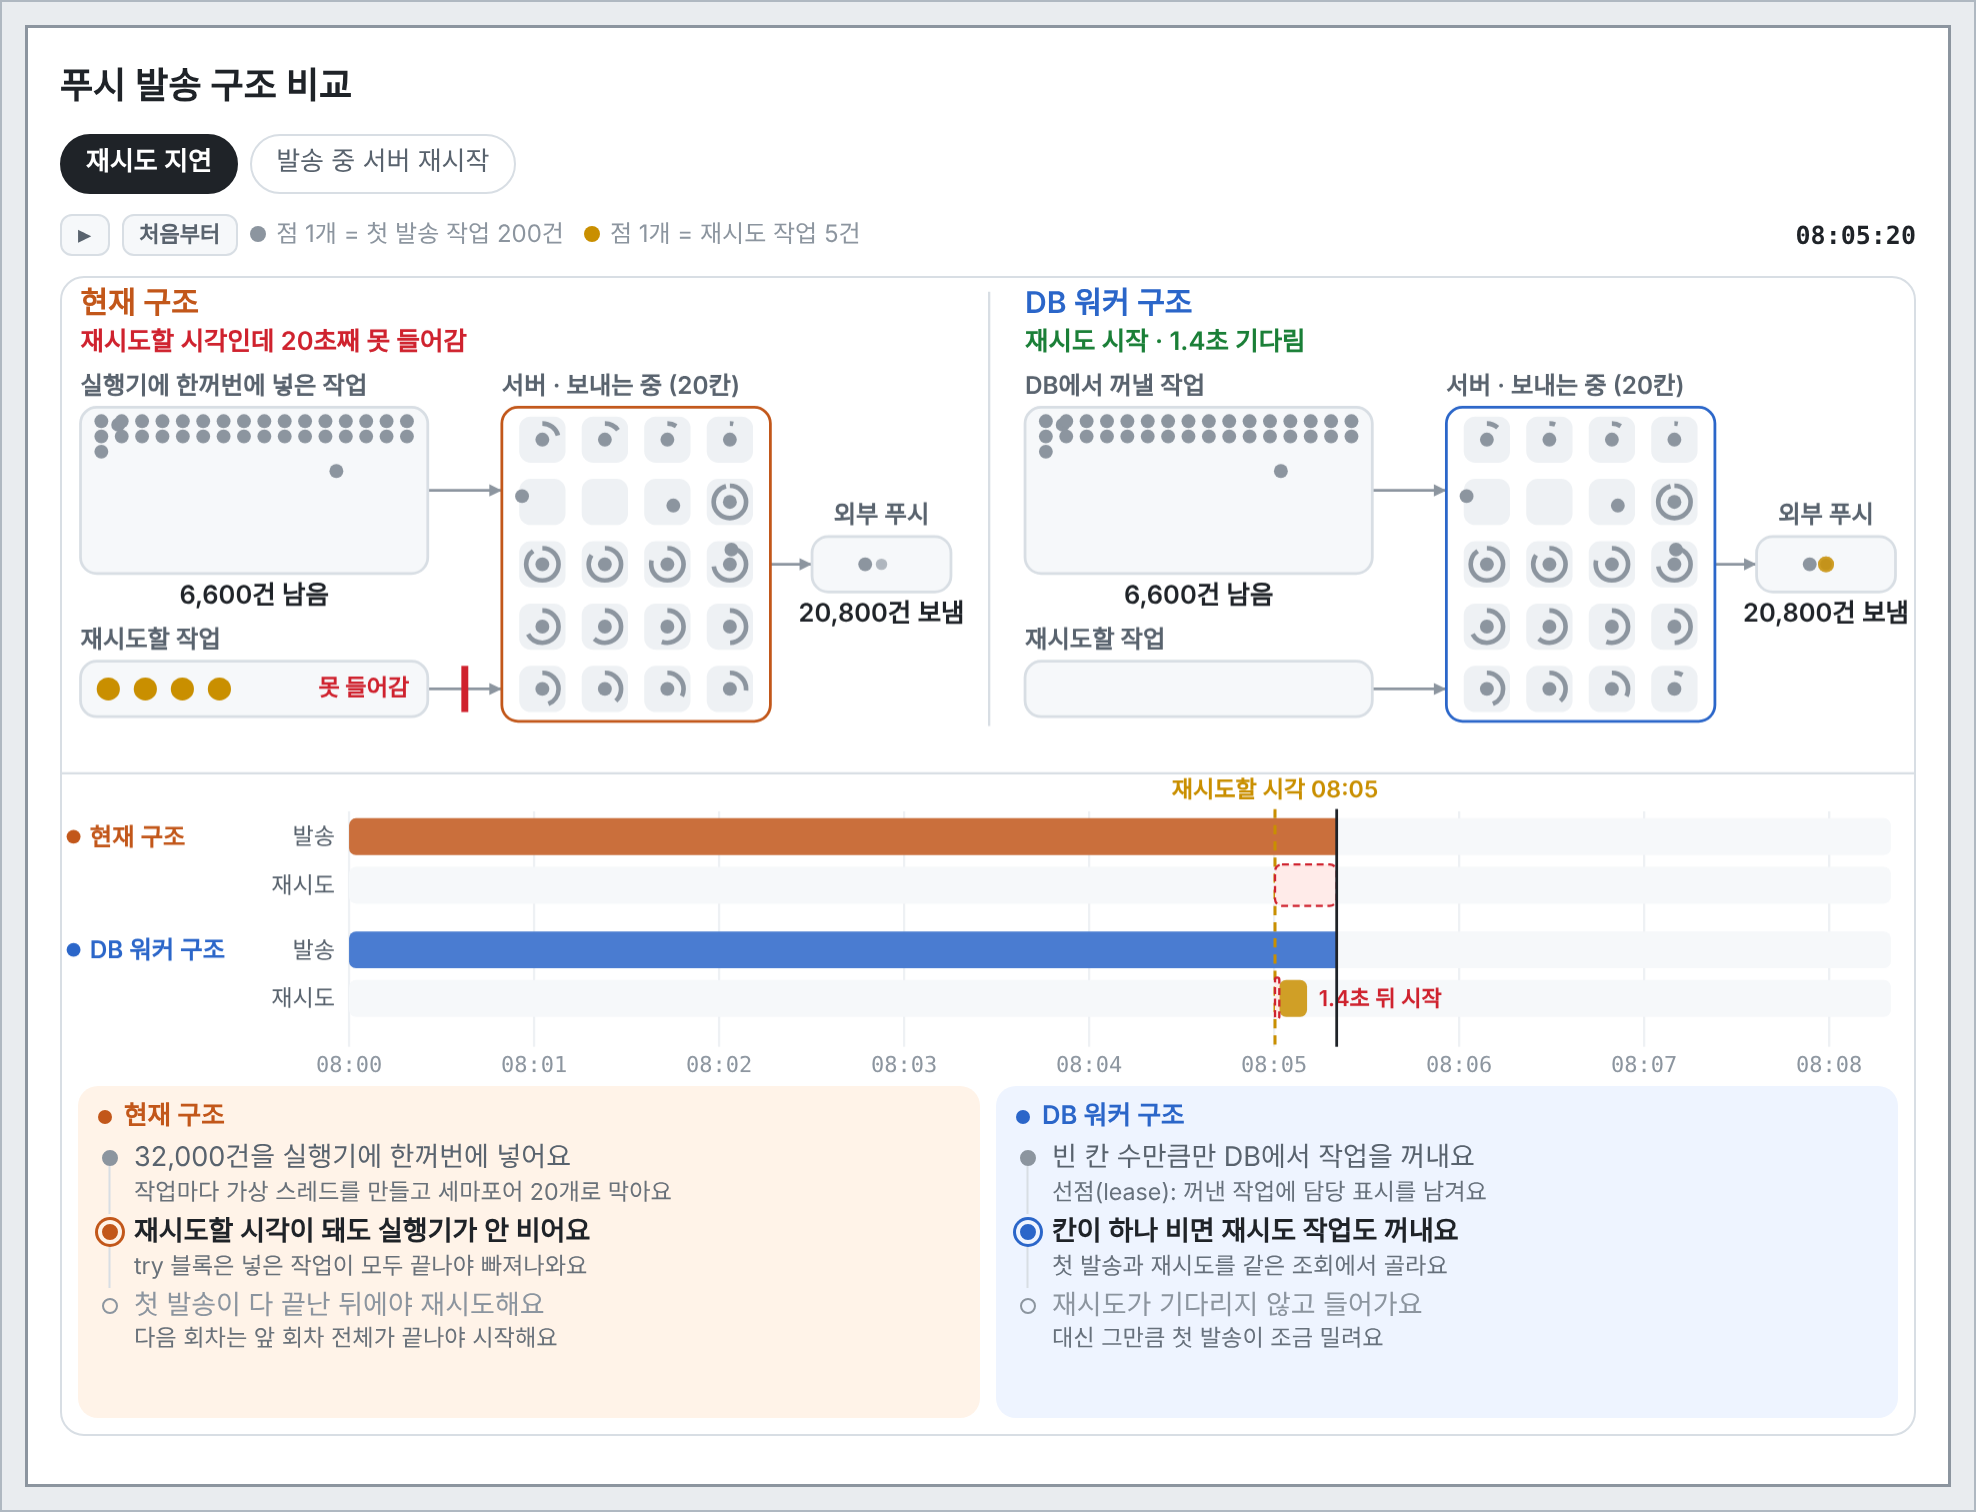 푸시 발송 구조 비교
재시도 지연
발송 중 서버 재시작
처음부터
점 1개 = 첫 발송 작업 200건
점 1개 = 재시도 작업 5건
08:05:20
현재 구조
재시도할 시각인데 20초째 못 들어감
실행기에 한꺼번에 넣은 작업
서버 · 보내는 중 (20칸)
외부 푸시
6,600건 남음
20,800건 보냄
재시도할 작업
못 들어감
DB 워커 구조
재시도 시작 · 1.4초 기다림
DB에서 꺼낼 작업
서버 · 보내는 중 (20칸)
외부 푸시
6,600건 남음
20,800건 보냄
재시도할 작업
재시도할 시각 08:05
현재 구조
발송
재시도
DB 워커 구조
발송
재시도
1.4초 뒤 시작
08:00
08:01
08:02
08:03
08:04
08:05
08:06
08:07
08:08
현재 구조
32,000건을 실행기에 한꺼번에 넣어요
작업마다 가상 스레드를 만들고 세마포어 20개로 막아요
재시도할 시각이 돼도 실행기가 안 비어요
try 블록은 넣은 작업이 모두 끝나야 빠져나와요
첫 발송이 다 끝난 뒤에야 재시도해요
다음 회차는 앞 회차 전체가 끝나야 시작해요
DB 워커 구조
빈 칸 수만큼만 DB에서 작업을 꺼내요
선점(lease): 꺼낸 작업에 담당 표시를 남겨요
칸이 하나 비면 재시도 작업도 꺼내요
첫 발송과 재시도를 같은 조회에서 골라요
재시도가 기다리지 않고 들어가요
대신 그만큼 첫 발송이 조금 밀려요